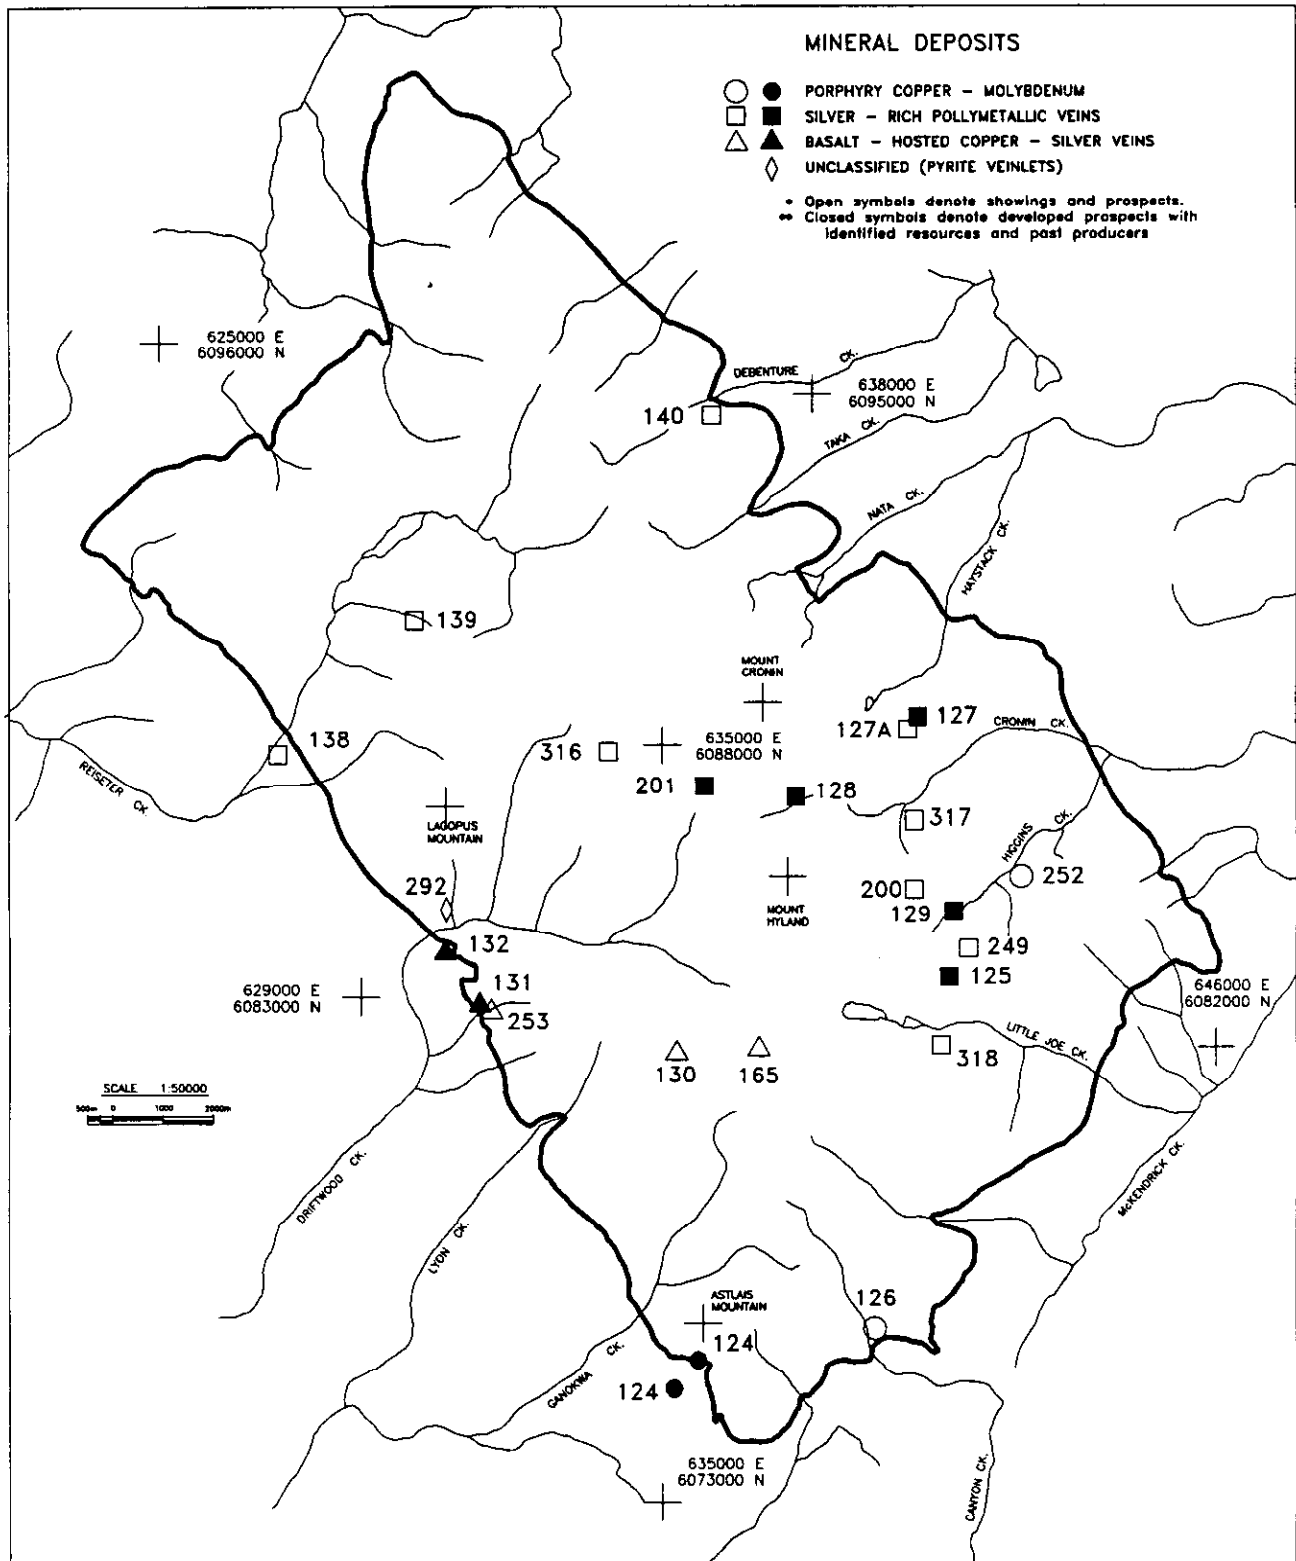 MINERAL DEPOSITS
PORPHYRY COPPER – MOLYBDENUM
SILVER – RICH POLLYMETALLIC VEINS
BASALT – HOSTED COPPER – SILVER VEINS
UNCLASSIFIED (PYRITE VEINLETS)
* Open symbols denote showings and prospects.
** Closed symbols denote developed prospects with
identified resources and past producers
625000 E
6096000 N
DEBENTURE CK.
638000 E
6095000 N
140
TAKA CK.
NATA CK.
HAYSTACK CK.
139
MOUNT
CRONIN
127
127A
CRONIN CK.
138
316
635000 E
6088000 N
REISETER CK.
201
128
LAGOPUS
MOUNTAIN
317
HIGGINS CK.
292
200
252
MOUNT
HYLAND
129
132
249
131
125
629000 E
6083000 N
646000 E
6082000 N
253
LITTLE JOE CK.
318
130
165
SCALE 1:50000
500m 0 1000 2000m
DRIFTWOOD CK.
McKENDRICK CK.
LYON CK.
ASTLAIS
MOUNTAIN
126
124
GANOKWA CK.
124
635000 E
6073000 N
CANYON CK.